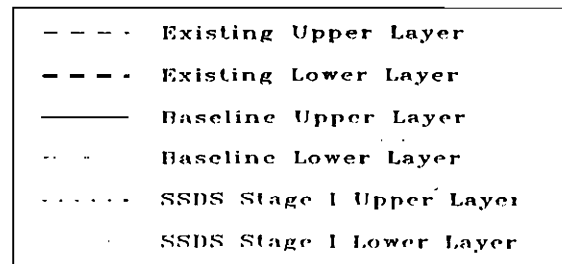 Existing Upper Layer
Existing Lower Layer
Baseline Upper Layer
Baseline Lower Layer
SSDS Stage I Upper Layer
SSDS Stage I Lower Layer